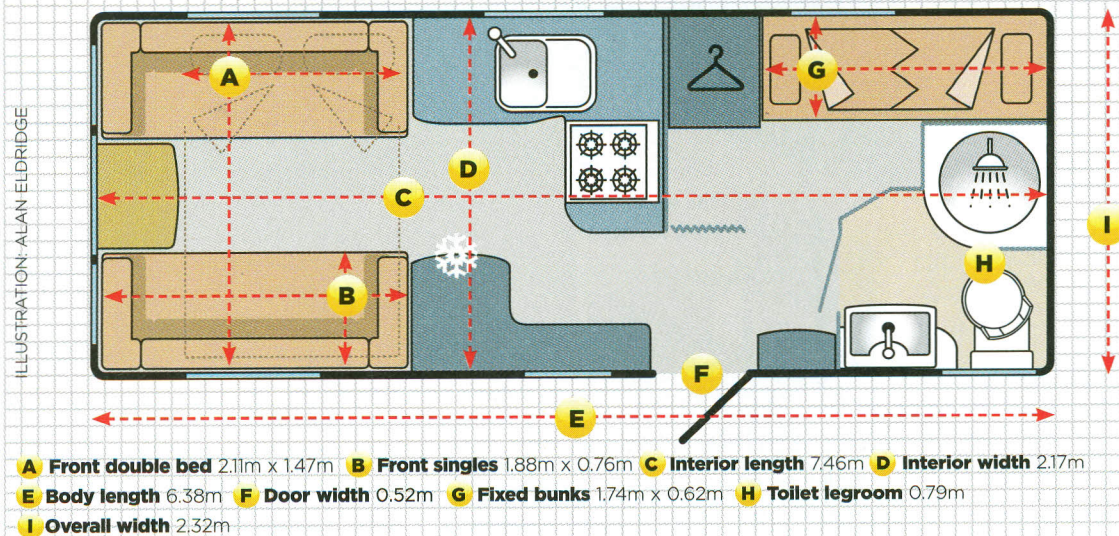 ILLUSTRATION: ALAN ELDRIDGE
A
G
D
C
I
H
B
F
E
A Front double bed 2.11m x 1.47m B Front singles 1.88m x 0.76m C Interior length 7.46m D Interior width 2.17m
E Body length 6.38m F Door width 0.52m G Fixed bunks 1.74m x 0.62m H Toilet legroom 0.79m
I Overall width 2.32m